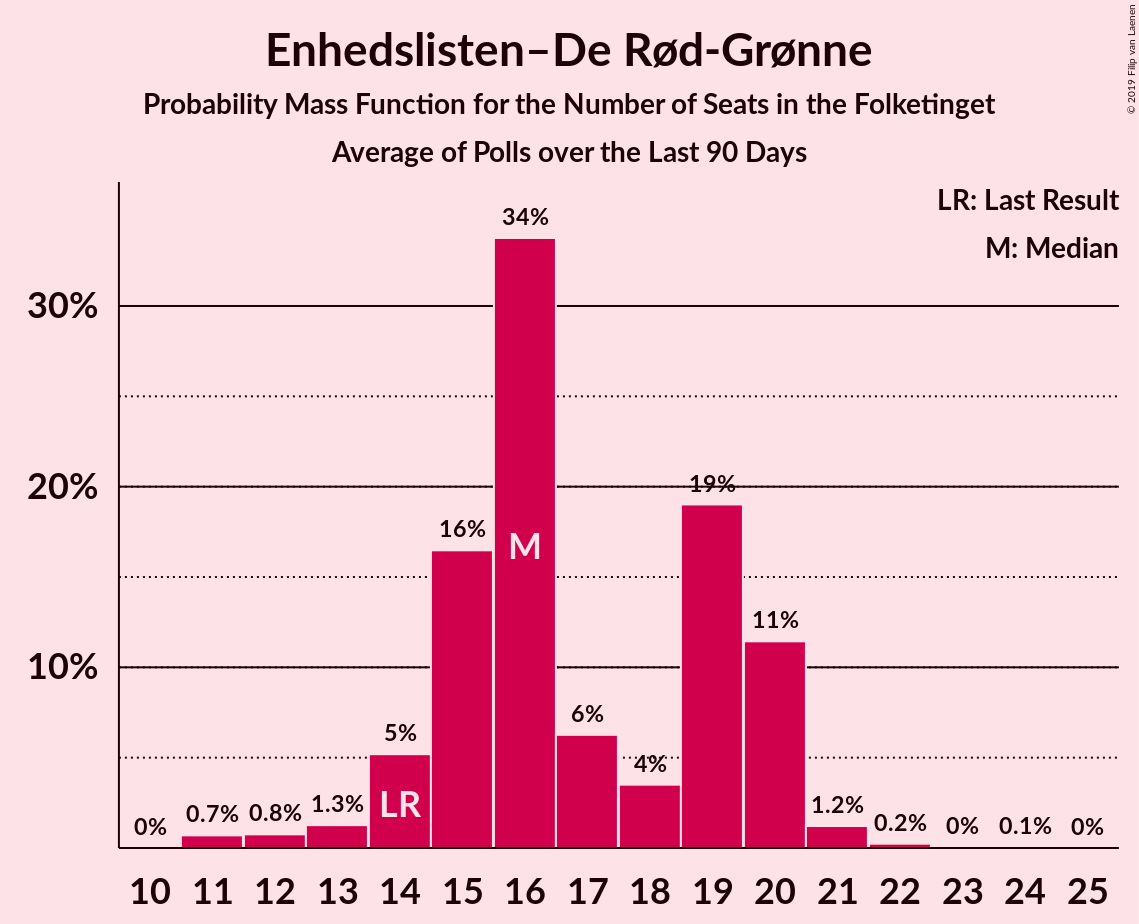 Enhedslisten–De Rød-Grønne
Probability Mass Function for the Number of Seats in the Folketinget
Average of Polls over the Last 90 Days
© 2019 Filip van Laenen
LR: Last Result
M: Median
34%
30%
20%
19%
16%
M
11%
10%
6%
5%
4%
LR
1.3%
1.2%
0.8%
0.7%
0.2%
0%
0%
0.1%
0%
10 11 12 13 14 15 16 17 18 19 20 21 22 23 24 25